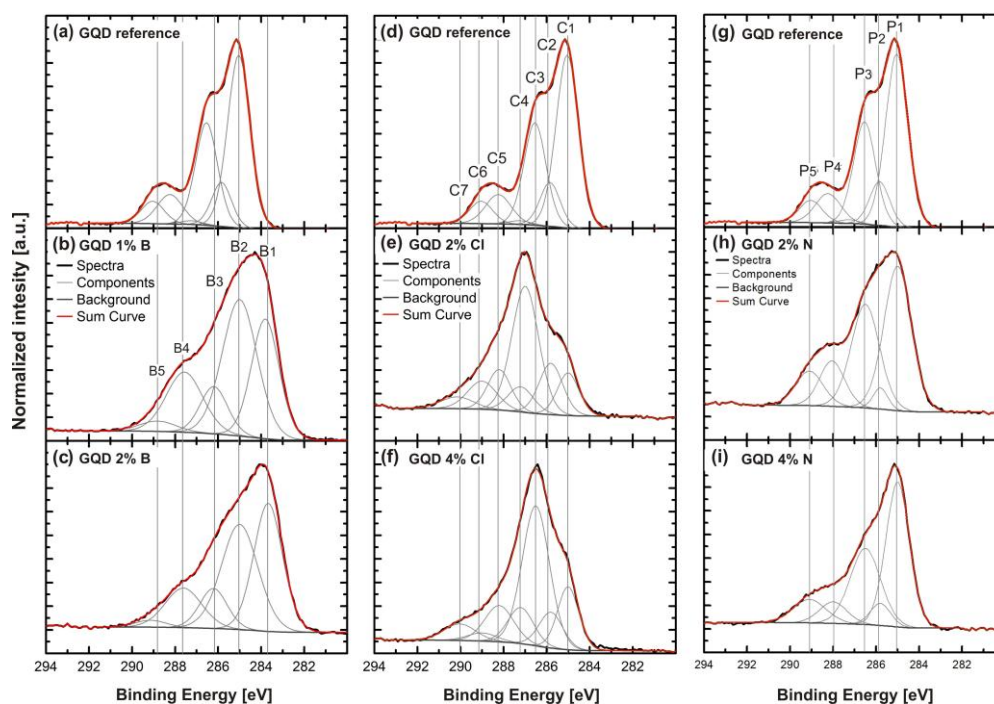 Normalized intesity [a.u.]
(a) GQD reference
(b) GQD 1% B
Spectra
Components
Background
Sum Curve
B5
B4
B3
B2
B1
(c) GQD 2% B
294 292 290 288 286 284 282
Binding Energy [eV]
(d) GQD reference
C7
C6
C5
C4
C3
C2
C1
(e) GQD 2% Cl
Spectra
Components
Background
Sum Curve
(f) GQD 4% Cl
294 292 290 288 286 284 282
Binding Energy [eV]
(g) GQD reference
P5
P4
P3
P2
P1
(h) GQD 2% N
Spectra
Components
Background
Sum Curve
(i) GQD 4% N
294 292 290 288 286 284 282
Binding Energy [eV]